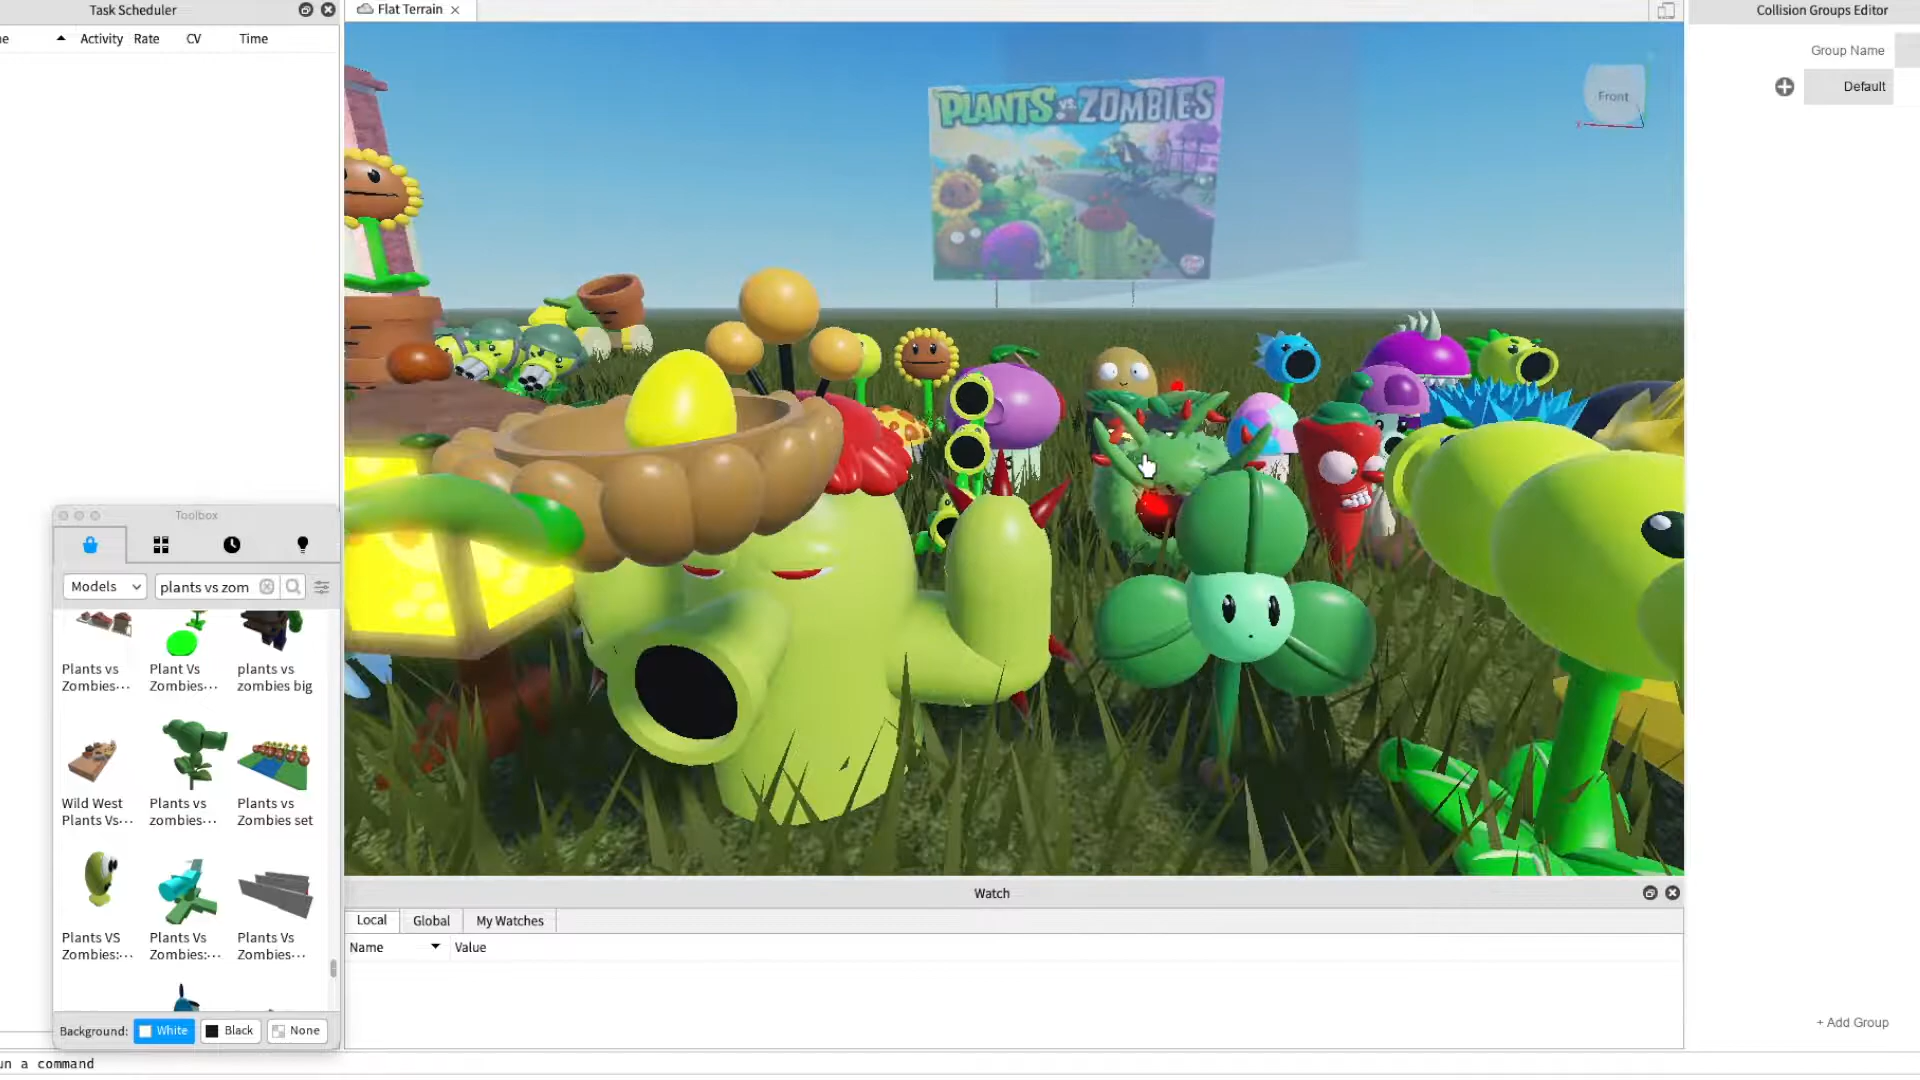 Task Scheduler
Flat Terrain
Collision Groups Editor
Activity Rate CV Time
Group Name
Default
PLANTS VS. ZOMBIES
Front
X
Toolbox
Models plants vs zom
Plants vs
Zombies···
Plant Vs
Zombies···
plants vs
zombies big
Wild West
Plants Vs···
Plants vs
zombies···
Plants vs
Zombies set
Plants VS
Zombies:···
Plants Vs
Zombies:···
Plants Vs
Zombies···
Background: White Black None
Watch
Local Global My Watches
Name Value
+ Add Group
un a command